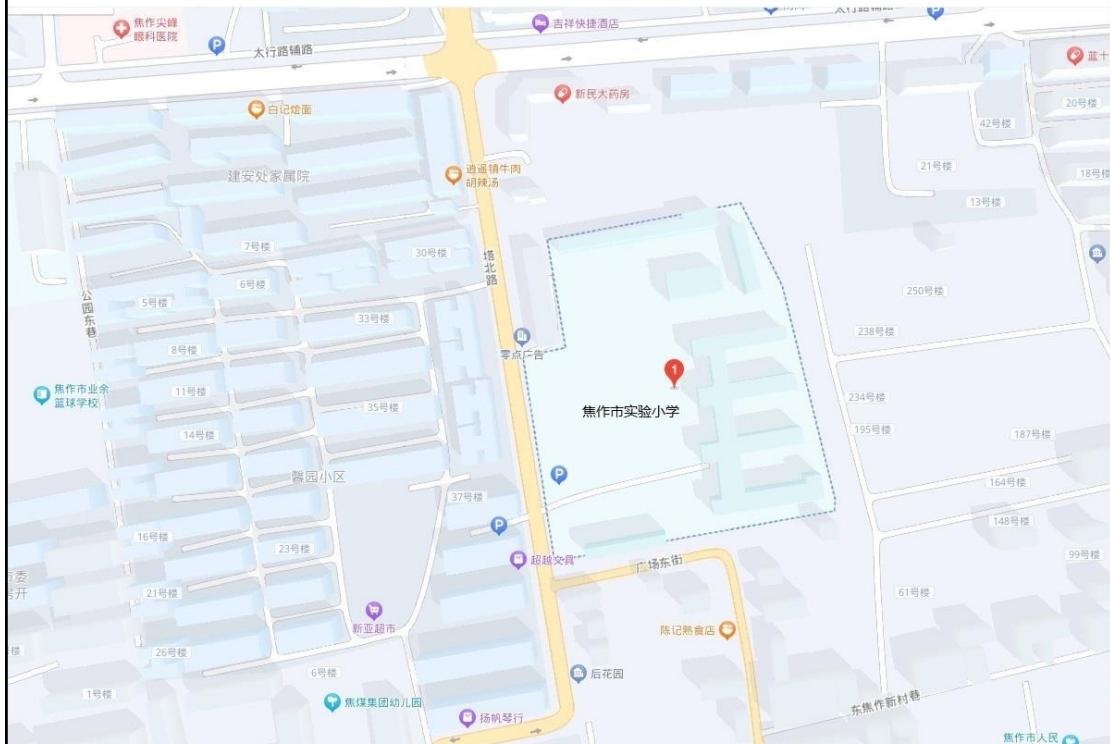 焦作尖峰
眼科医院
吉祥快捷酒店
太行路辅路
太行路辅路
蓝十
白记烩面
新民大药房
20号楼
42号楼
逍遥镇牛肉
胡辣汤
建安处家属院
21号楼
18号楼
13号楼
7号楼
30号楼
塔北路
6号楼
公园东巷
5号楼
250号楼
33号楼
238号楼
8号楼
零点广告
焦作市业余
篮球学校
11号楼
234号楼
35号楼
焦作市实验小学
1
14号楼
195号楼
187号楼
馨园小区
37号楼
164号楼
148号楼
16号楼
23号楼
超越文具
广场东街
99号楼
21号楼
61号楼
新亚超市
陈记熟食店
26号楼
6号楼
后花园
1号楼
焦煤集团幼儿园
东焦作新村巷
扬帆琴行
焦作市人民